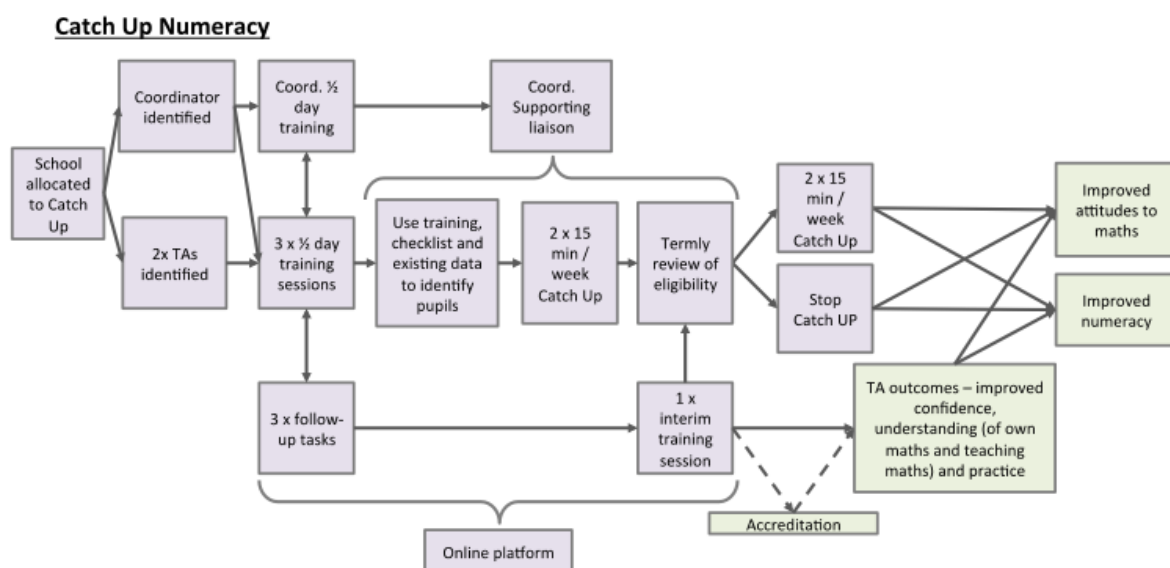 Catch Up Numeracy
Coordinator
identified
Coord. ½
day
training
Coord.
Supporting
liaison
School
allocated
to Catch
Up
2x TAs
identified
3 x ½ day
training
sessions
Use training,
checklist and
existing data
to identify
pupils
2 x 15
min /
week
Catch Up
Termly
review of
eligibility
2 x 15
min /
week
Catch Up
Stop
Catch UP
Improved
attitudes to
maths
Improved
numeracy
3 x follow-
up tasks
1 x
interim
training
session
TA outcomes – improved
confidence,
understanding (of own
maths and teaching
maths) and practice
Accreditation
Online platform